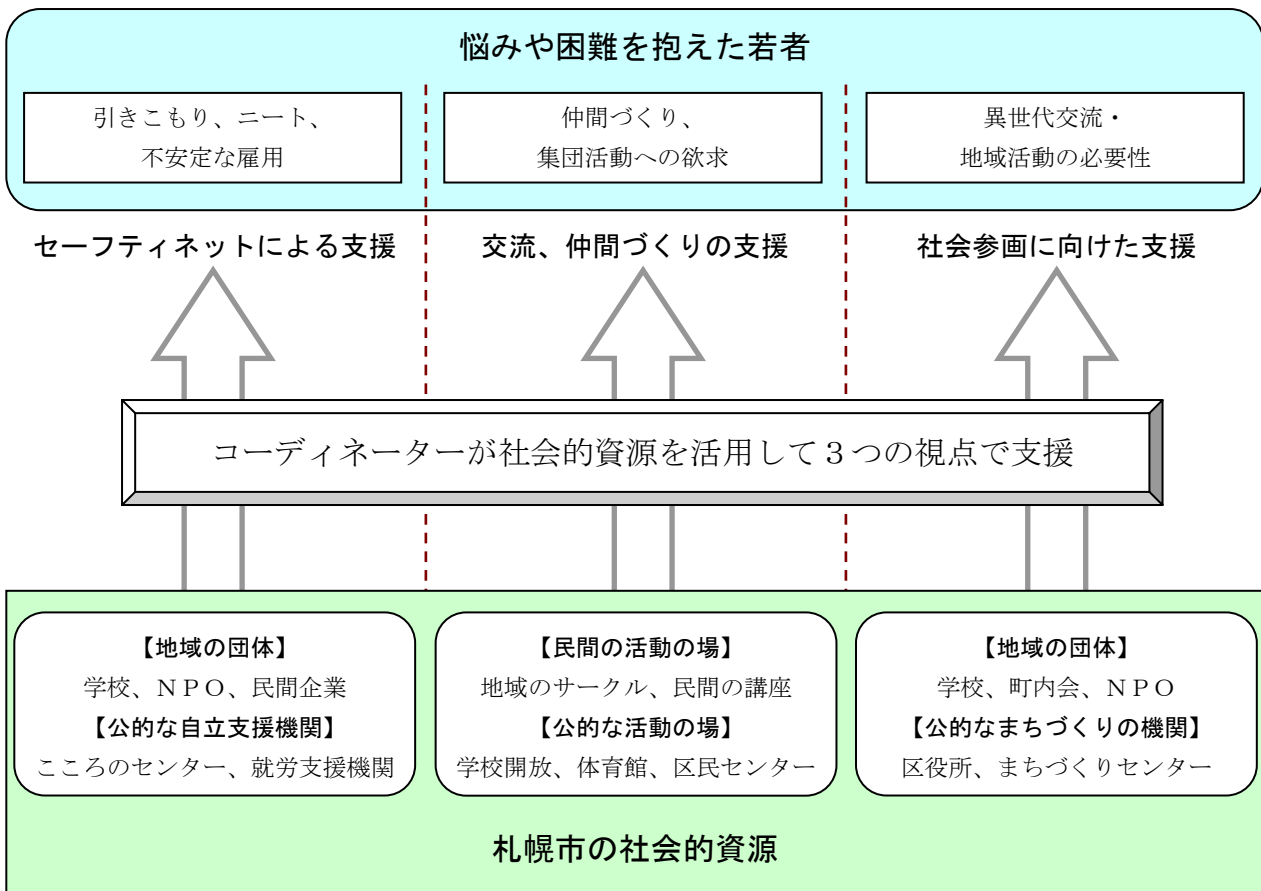 悩みや困難を抱えた若者
引きこもり、ニート、
不安定な雇用
仲間づくり、
集団活動への欲求
異世代交流・
地域活動の必要性
セーフティネットによる支援
交流、仲間づくりの支援
社会参画に向けた支援
コーディネーターが社会的資源を活用して３つの視点で支援
【地域の団体】
学校、ＮＰＯ、民間企業
【公的な自立支援機関】
こころのセンター、就労支援機関
【民間の活動の場】
地域のサークル、民間の講座
【公的な活動の場】
学校開放、体育館、区民センター
【地域の団体】
学校、町内会、ＮＰＯ
【公的なまちづくりの機関】
区役所、まちづくりセンター
札幌市の社会的資源